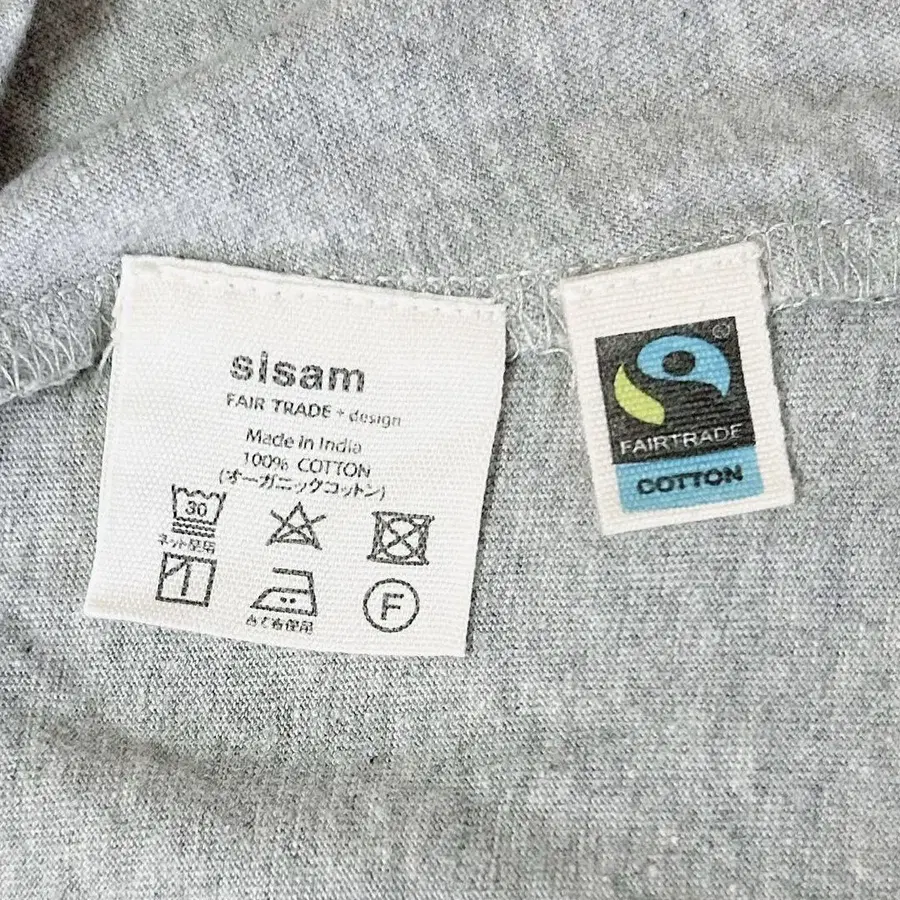 sisam
FAIR TRADE + design
Made in India
100% COTTON
(オーガニックコットン)
30
ネット使用
あて布使用
F
®
FAIRTRADE
COTTON